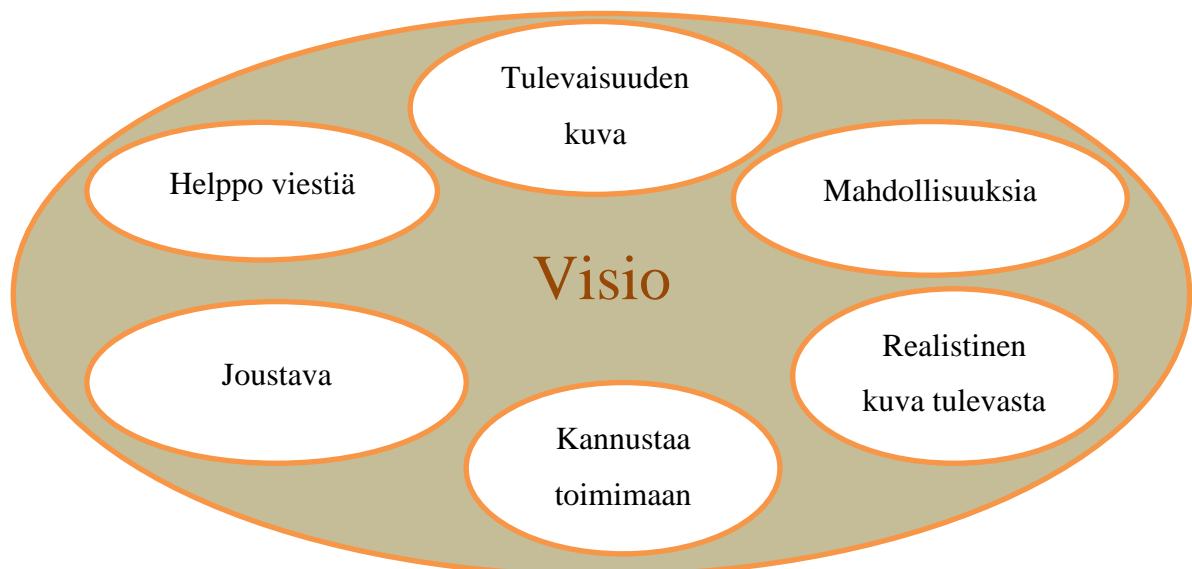 Tulevaisuuden
kuva
Helppo viestiä
Mahdollisuuksia
Visio
Joustava
Realistinen
kuva tulevasta
Kannustaa
toimimaan